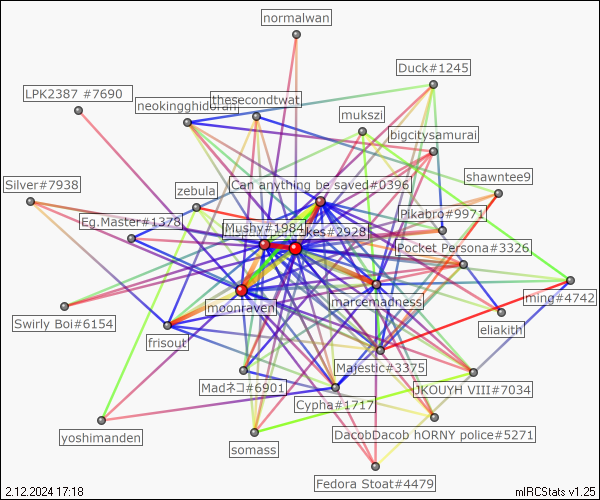 normalwan
Duck#1245
LPK2387 #7690
neokingghidorah
thesecondtwat
mukszi
bigcitysamurai
shawntee9
Silver#7938
zebula
Can anything be saved#0396
Eg.Master#1378
Mushy#1984
kes#2928
Pikabro#9971
Pocket Persona#3326
moonraven
marcemadness
ming#4742
Swirly Boi#6154
frisout
eliakith
Majestic#3375
Madネコ#6901
JKOUYH VIII#7034
Cypha#1717
yoshimanden
somass
DacobDacob hORNY police#5271
Fedora Stoat#4479
2.12.2024 17:18
mIRCStats v1.25